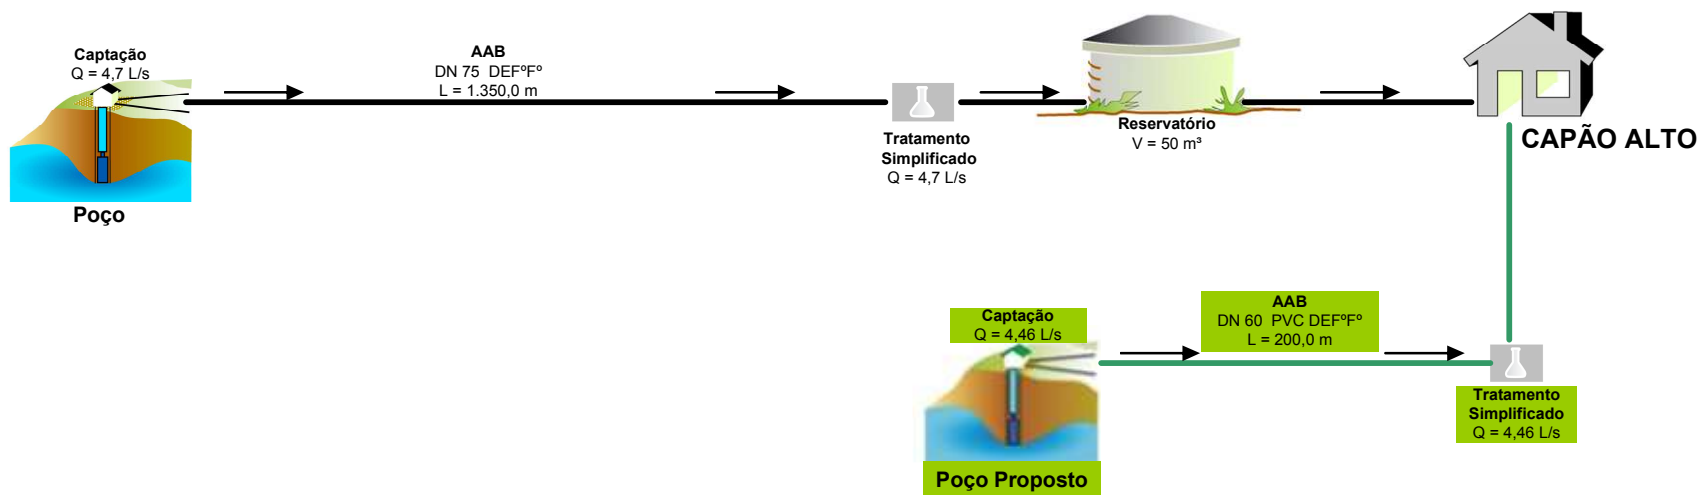 Captação
Q = 4,7 L/s
Poço
AAB
DN 75 DEFºFº
L = 1.350,0 m
Tratamento
Simplificado
Q = 4,7 L/s
Reservatório
V = 50 m³
CAPÃO ALTO
Captação
Q = 4,46 L/s
Poço Proposto
AAB
DN 60 PVC DEFºFº
L = 200,0 m
Tratamento
Simplificado
Q = 4,46 L/s